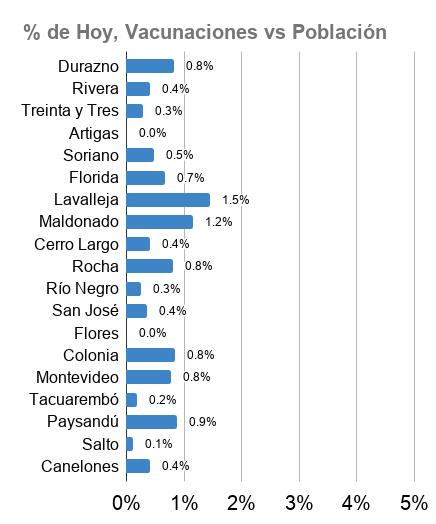 % de Hoy, Vacunaciones vs Población
Durazno 0.8%
Rivera 0.4%
Treinta y Tres 0.3%
Artigas 0.0%
Soriano 0.5%
Florida 0.7%
Lavalleja 1.5%
Maldonado 1.2%
Cerro Largo 0.4%
Rocha 0.8%
Río Negro 0.3%
San José 0.4%
Flores 0.0%
Colonia 0.8%
Montevideo 0.8%
Tacuarembó 0.2%
Paysandú 0.9%
Salto 0.1%
Canelones 0.4%
0% 1% 2% 3% 4% 5%